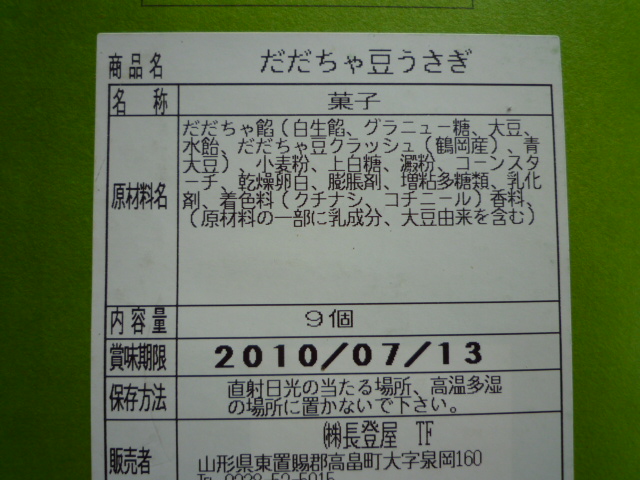 商品名 だだちゃ豆うさぎ
名称 菓子
原材料名 だだちゃ餡(白生餡、グラニュー糖、大豆、
水飴、だだちゃ豆クラッシュ(鶴岡産)、青
大豆)、小麦粉、上白糖、澱粉、コーンスタ
ーチ、乾燥卵白、膨脹剤、増粘多糖類、乳化
剤、着色料(クチナシ、コチニール)香料、
(原材料の一部に乳成分、大豆由来を含む)
内容量 9個
賞味期限 2010/07/13
保存方法 直射日光の当たる場所、高温多湿
の場所に置かないで下さい。
販売者 ㈱長登屋 TF
山形県東置賜郡高畠町大字泉岡160